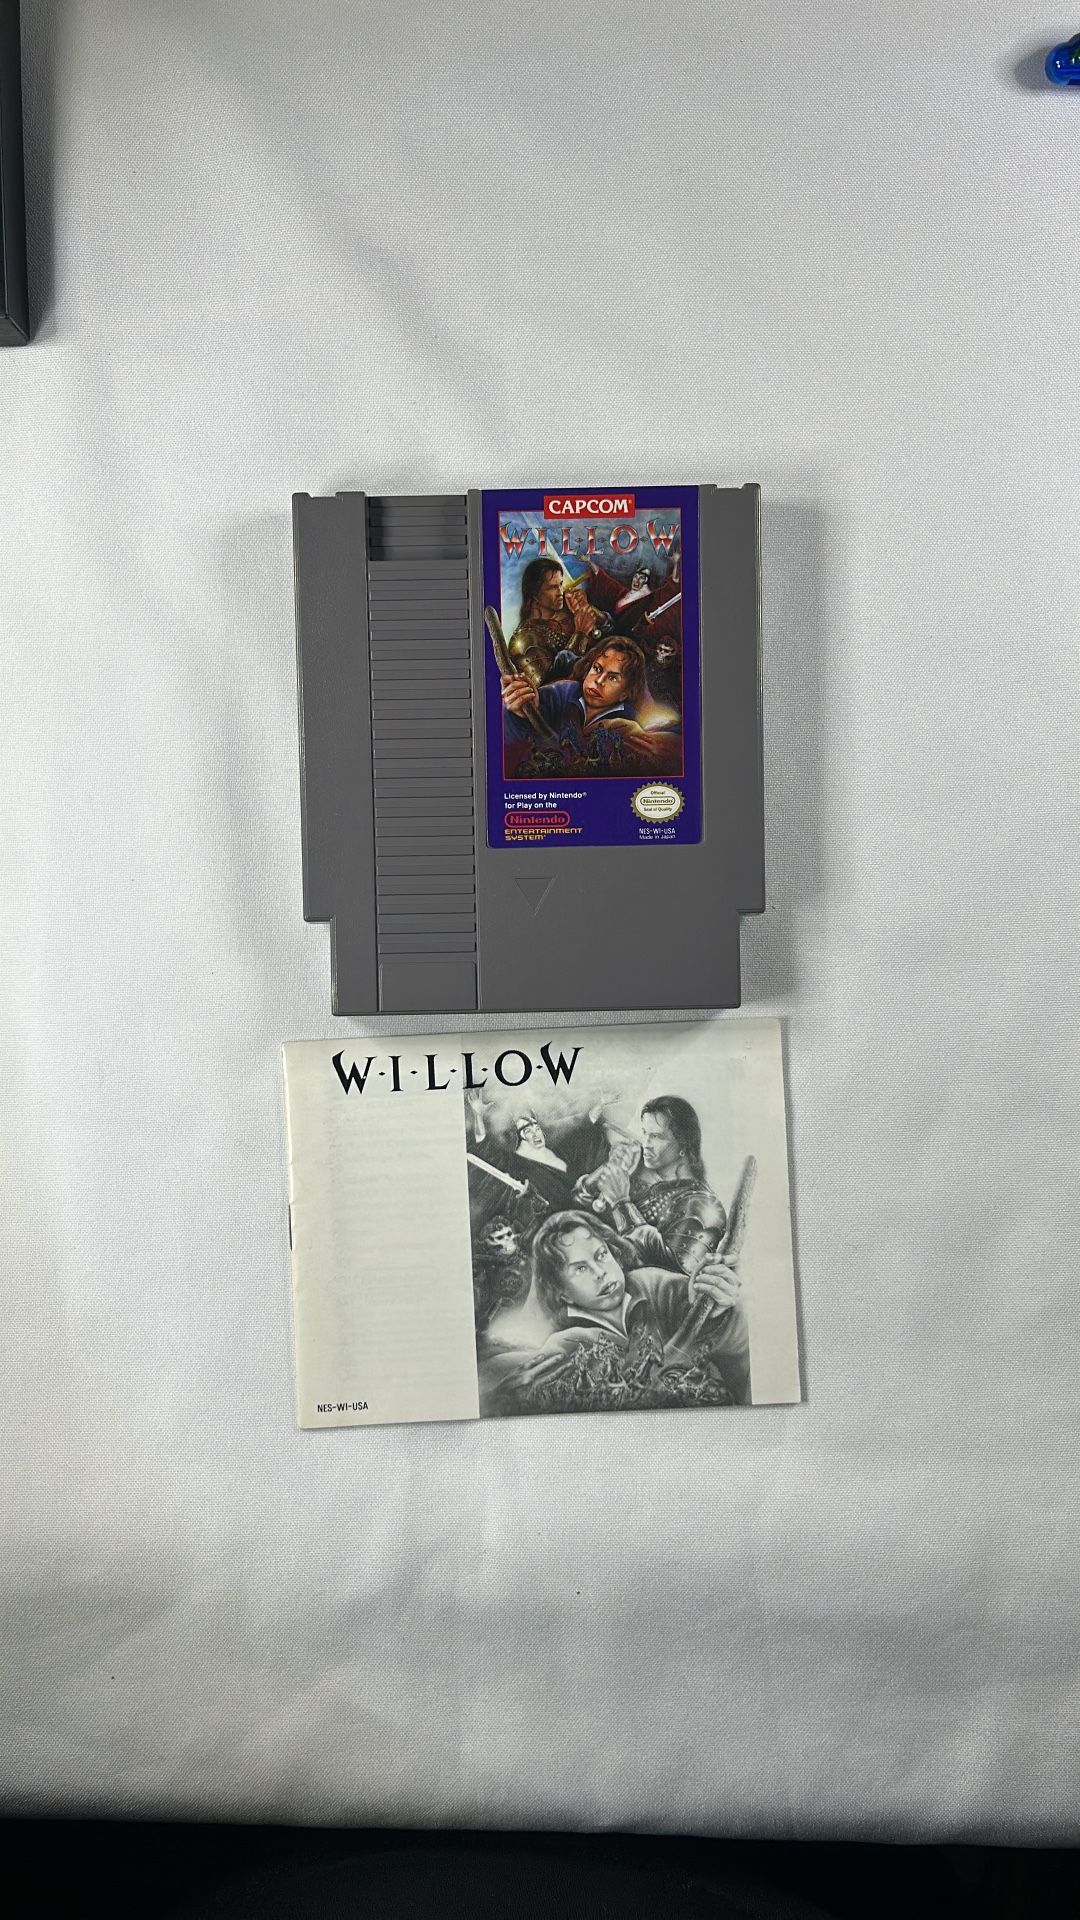 CAPCOM®
W·I·L·L·O·W
Licensed by Nintendo®
for Play on the
Nintendo
ENTERTAINMENT
SYSTEM®
Official
Nintendo
Seal of Quality
NES-WI-USA
Made in Japan
W·I·L·L·O·W
NES-WI-USA